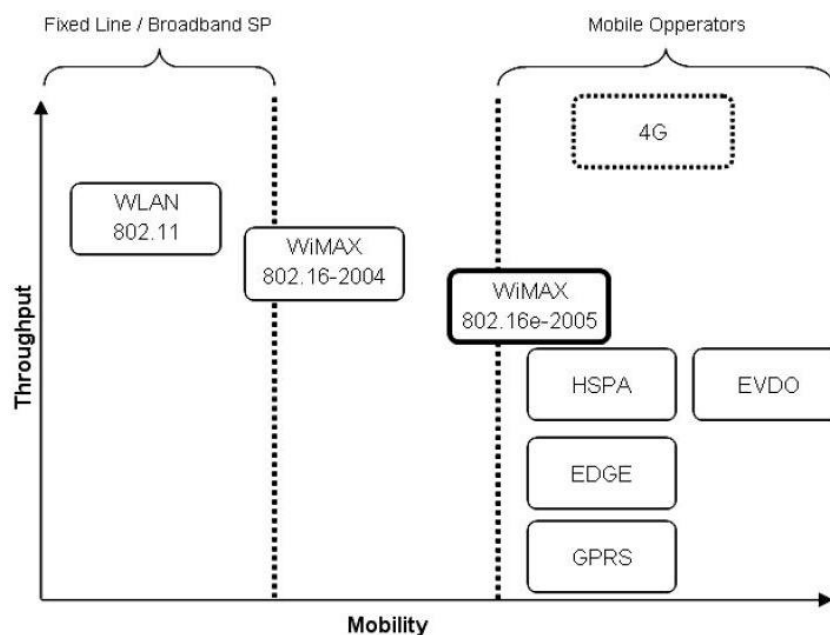 Fixed Line / Broadband SP
Mobile Opperators
4G
WLAN
802.11
WiMAX
802.16-2004
WiMAX
802.16e-2005
HSPA
EVDO
EDGE
GPRS
Throughput
Mobility